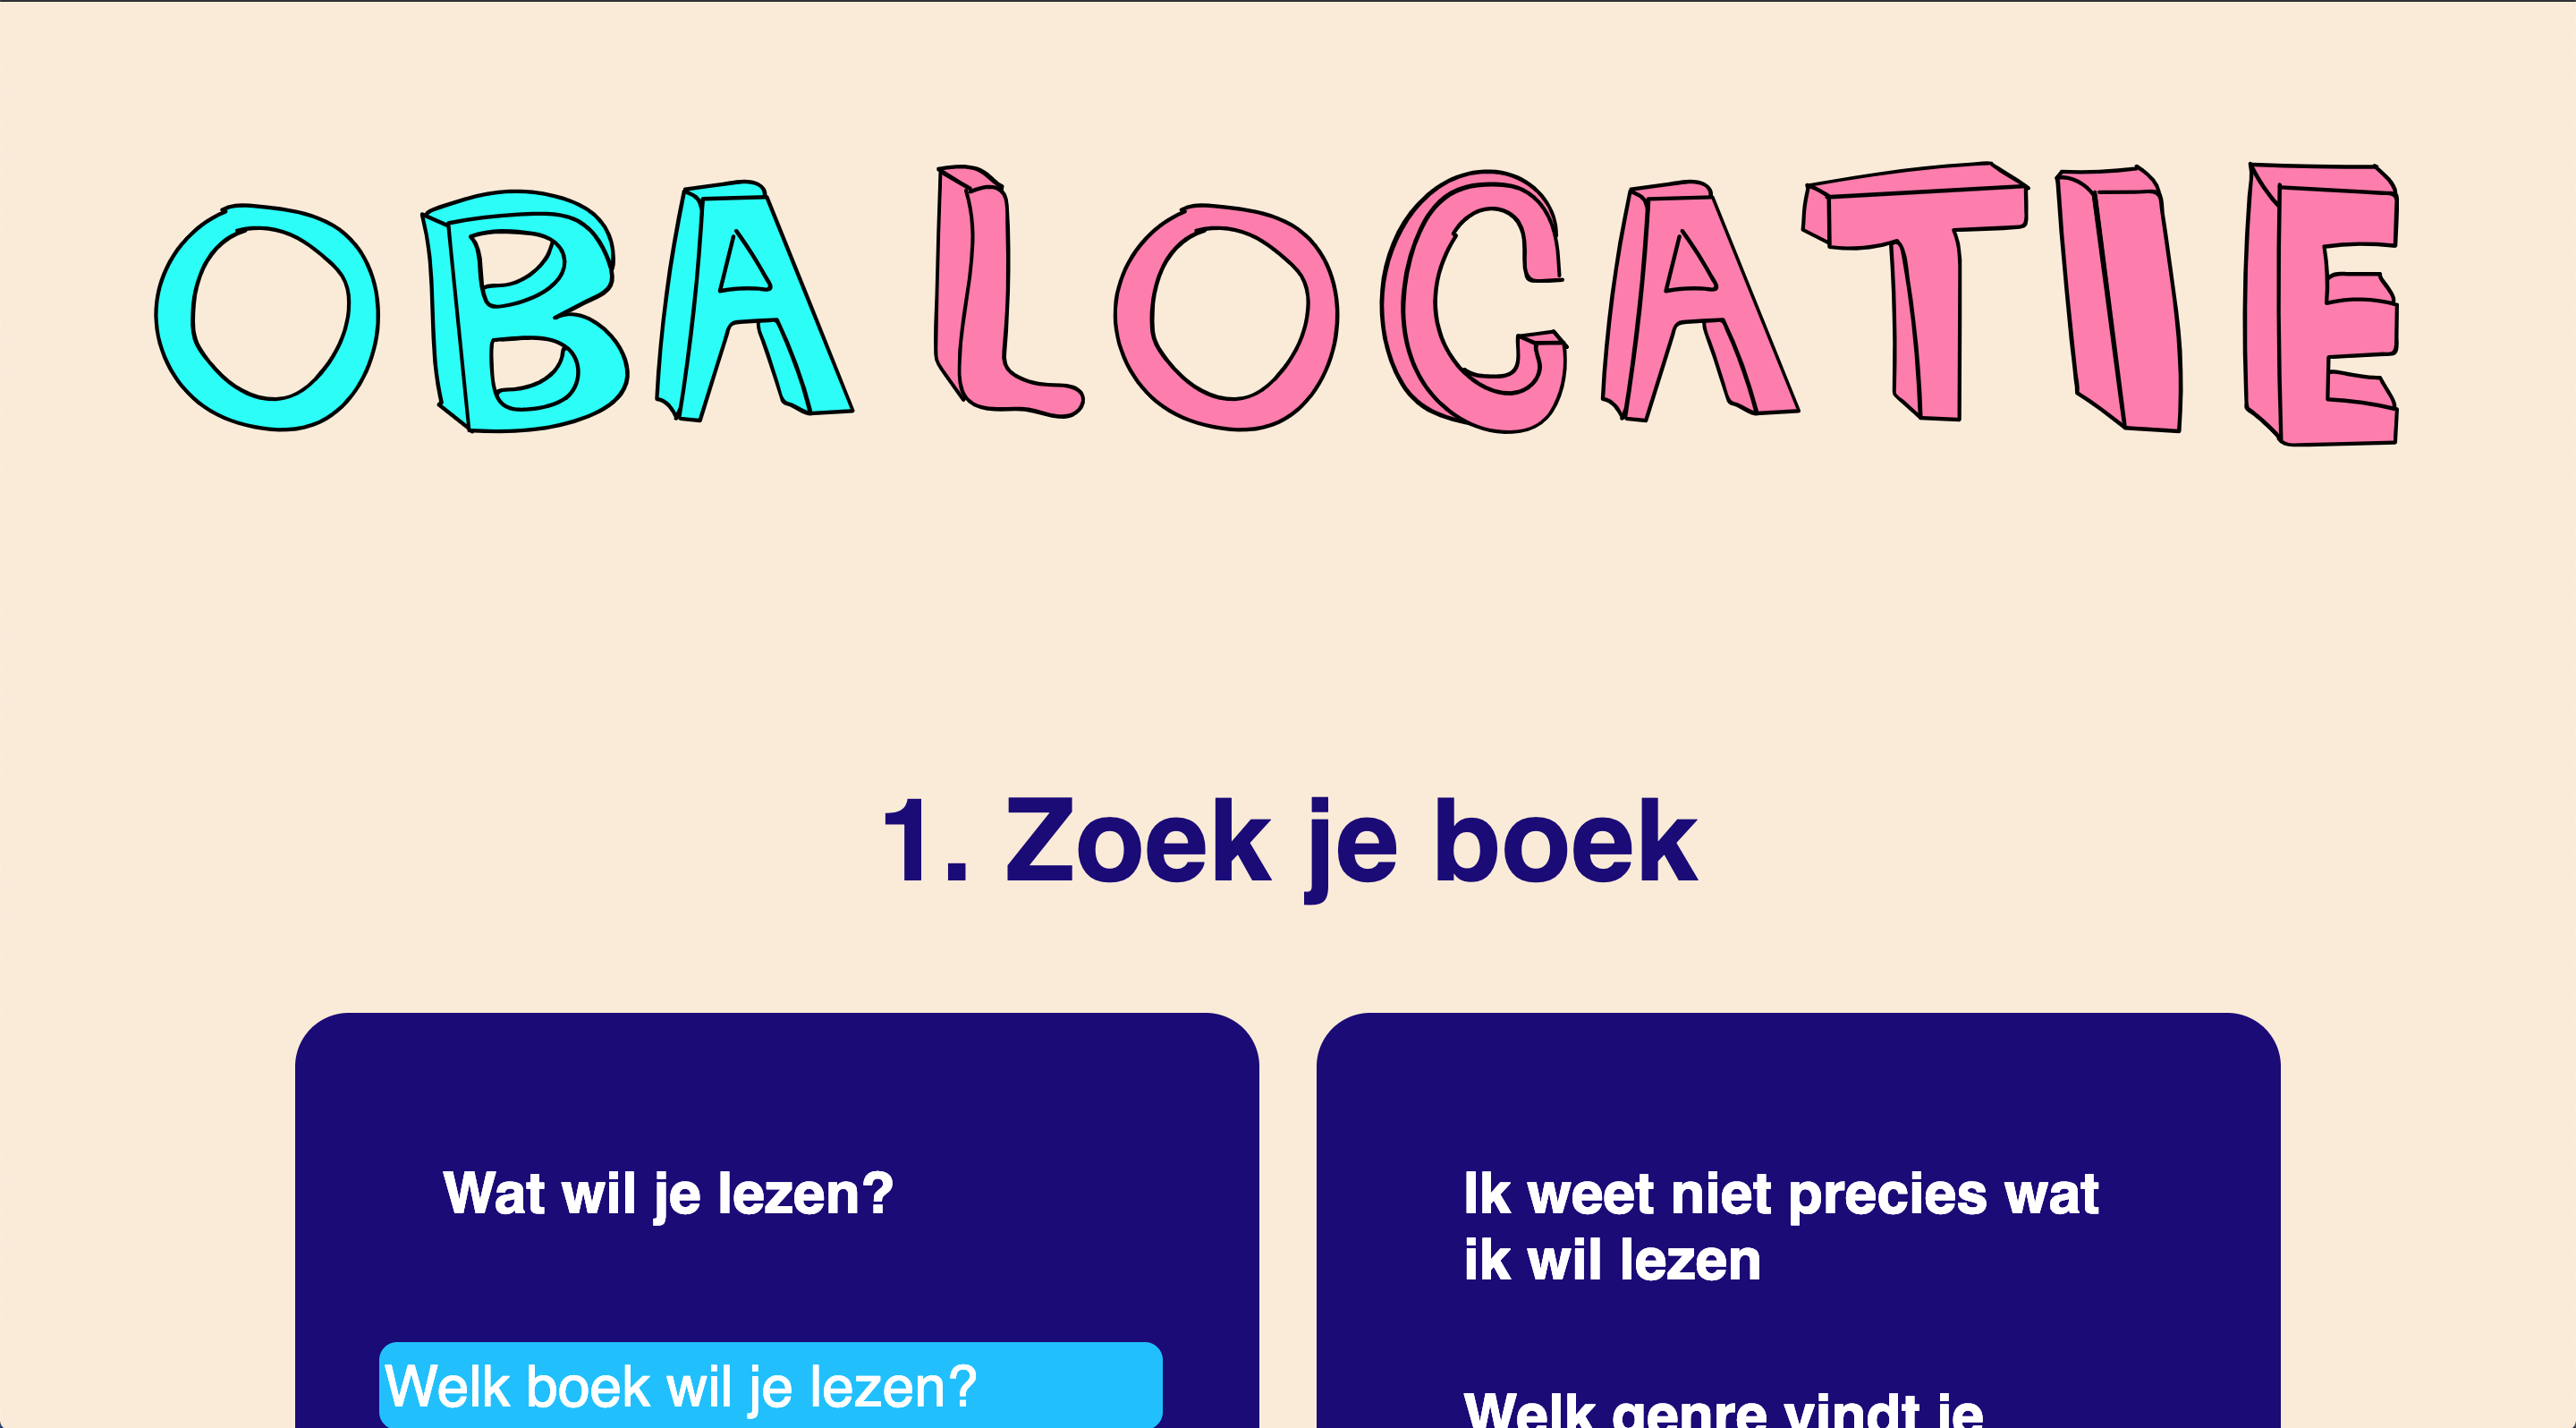 OBA LOCATIE
1. Zoek je boek
Wat wil je lezen?
Welk boek wil je lezen?
Ik weet niet precies wat
ik wil lezen
Welk genre vindt je